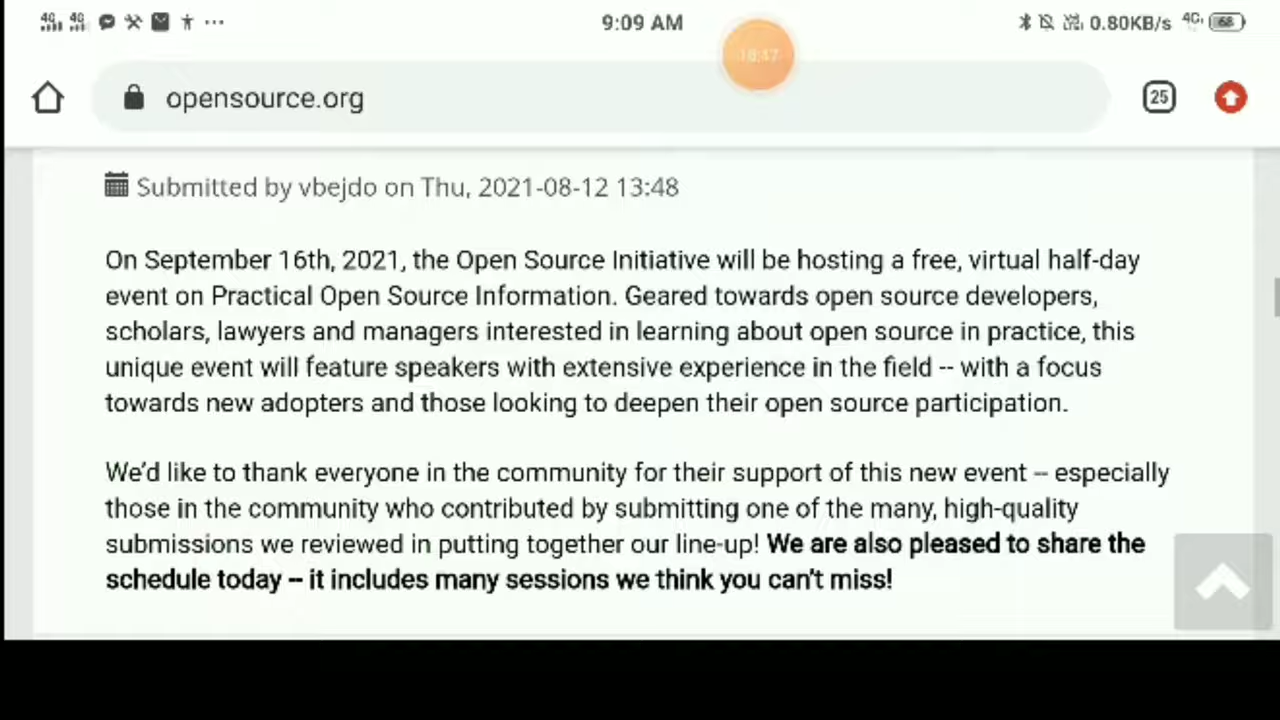 4G 4G 9:09 AM 0.80KB/s 4G 68
opensource.org 25
Submitted by vbejdo on Thu, 2021-08-12 13:48
On September 16th, 2021, the Open Source Initiative will be hosting a free, virtual half-day
event on Practical Open Source Information. Geared towards open source developers,
scholars, lawyers and managers interested in learning about open source in practice, this
unique event will feature speakers with extensive experience in the field -- with a focus
towards new adopters and those looking to deepen their open source participation.
We'd like to thank everyone in the community for their support of this new event -- especially
those in the community who contributed by submitting one of the many, high-quality
submissions we reviewed in putting together our line-up! We are also pleased to share the
schedule today -- it includes many sessions we think you can't miss!